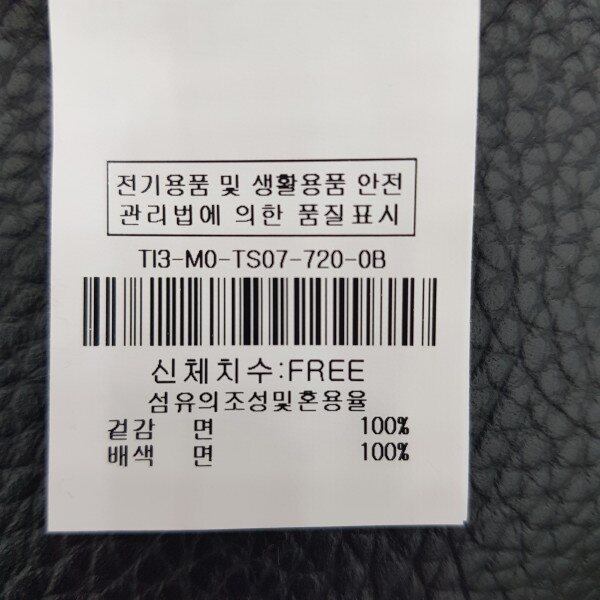 전기용품 및 생활용품 안전
관리법에 의한 품질표시
TI3-M0-TS07-720-0B
신체치수:FREE
섬유의조성및혼용율
겉감 면 100%
배색 면 100%